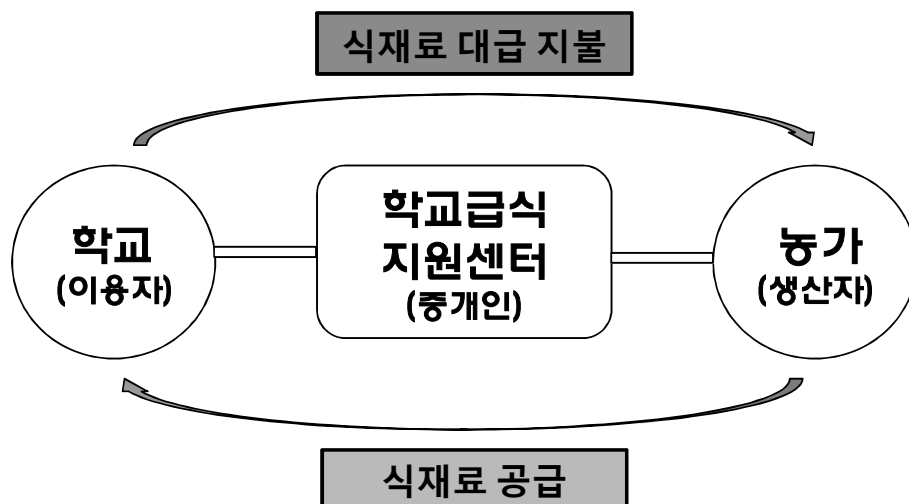 식재료 대급 지불
학교
(이용자)
학교급식
지원센터
(중개인)
농가
(생산자)
식재료 공급